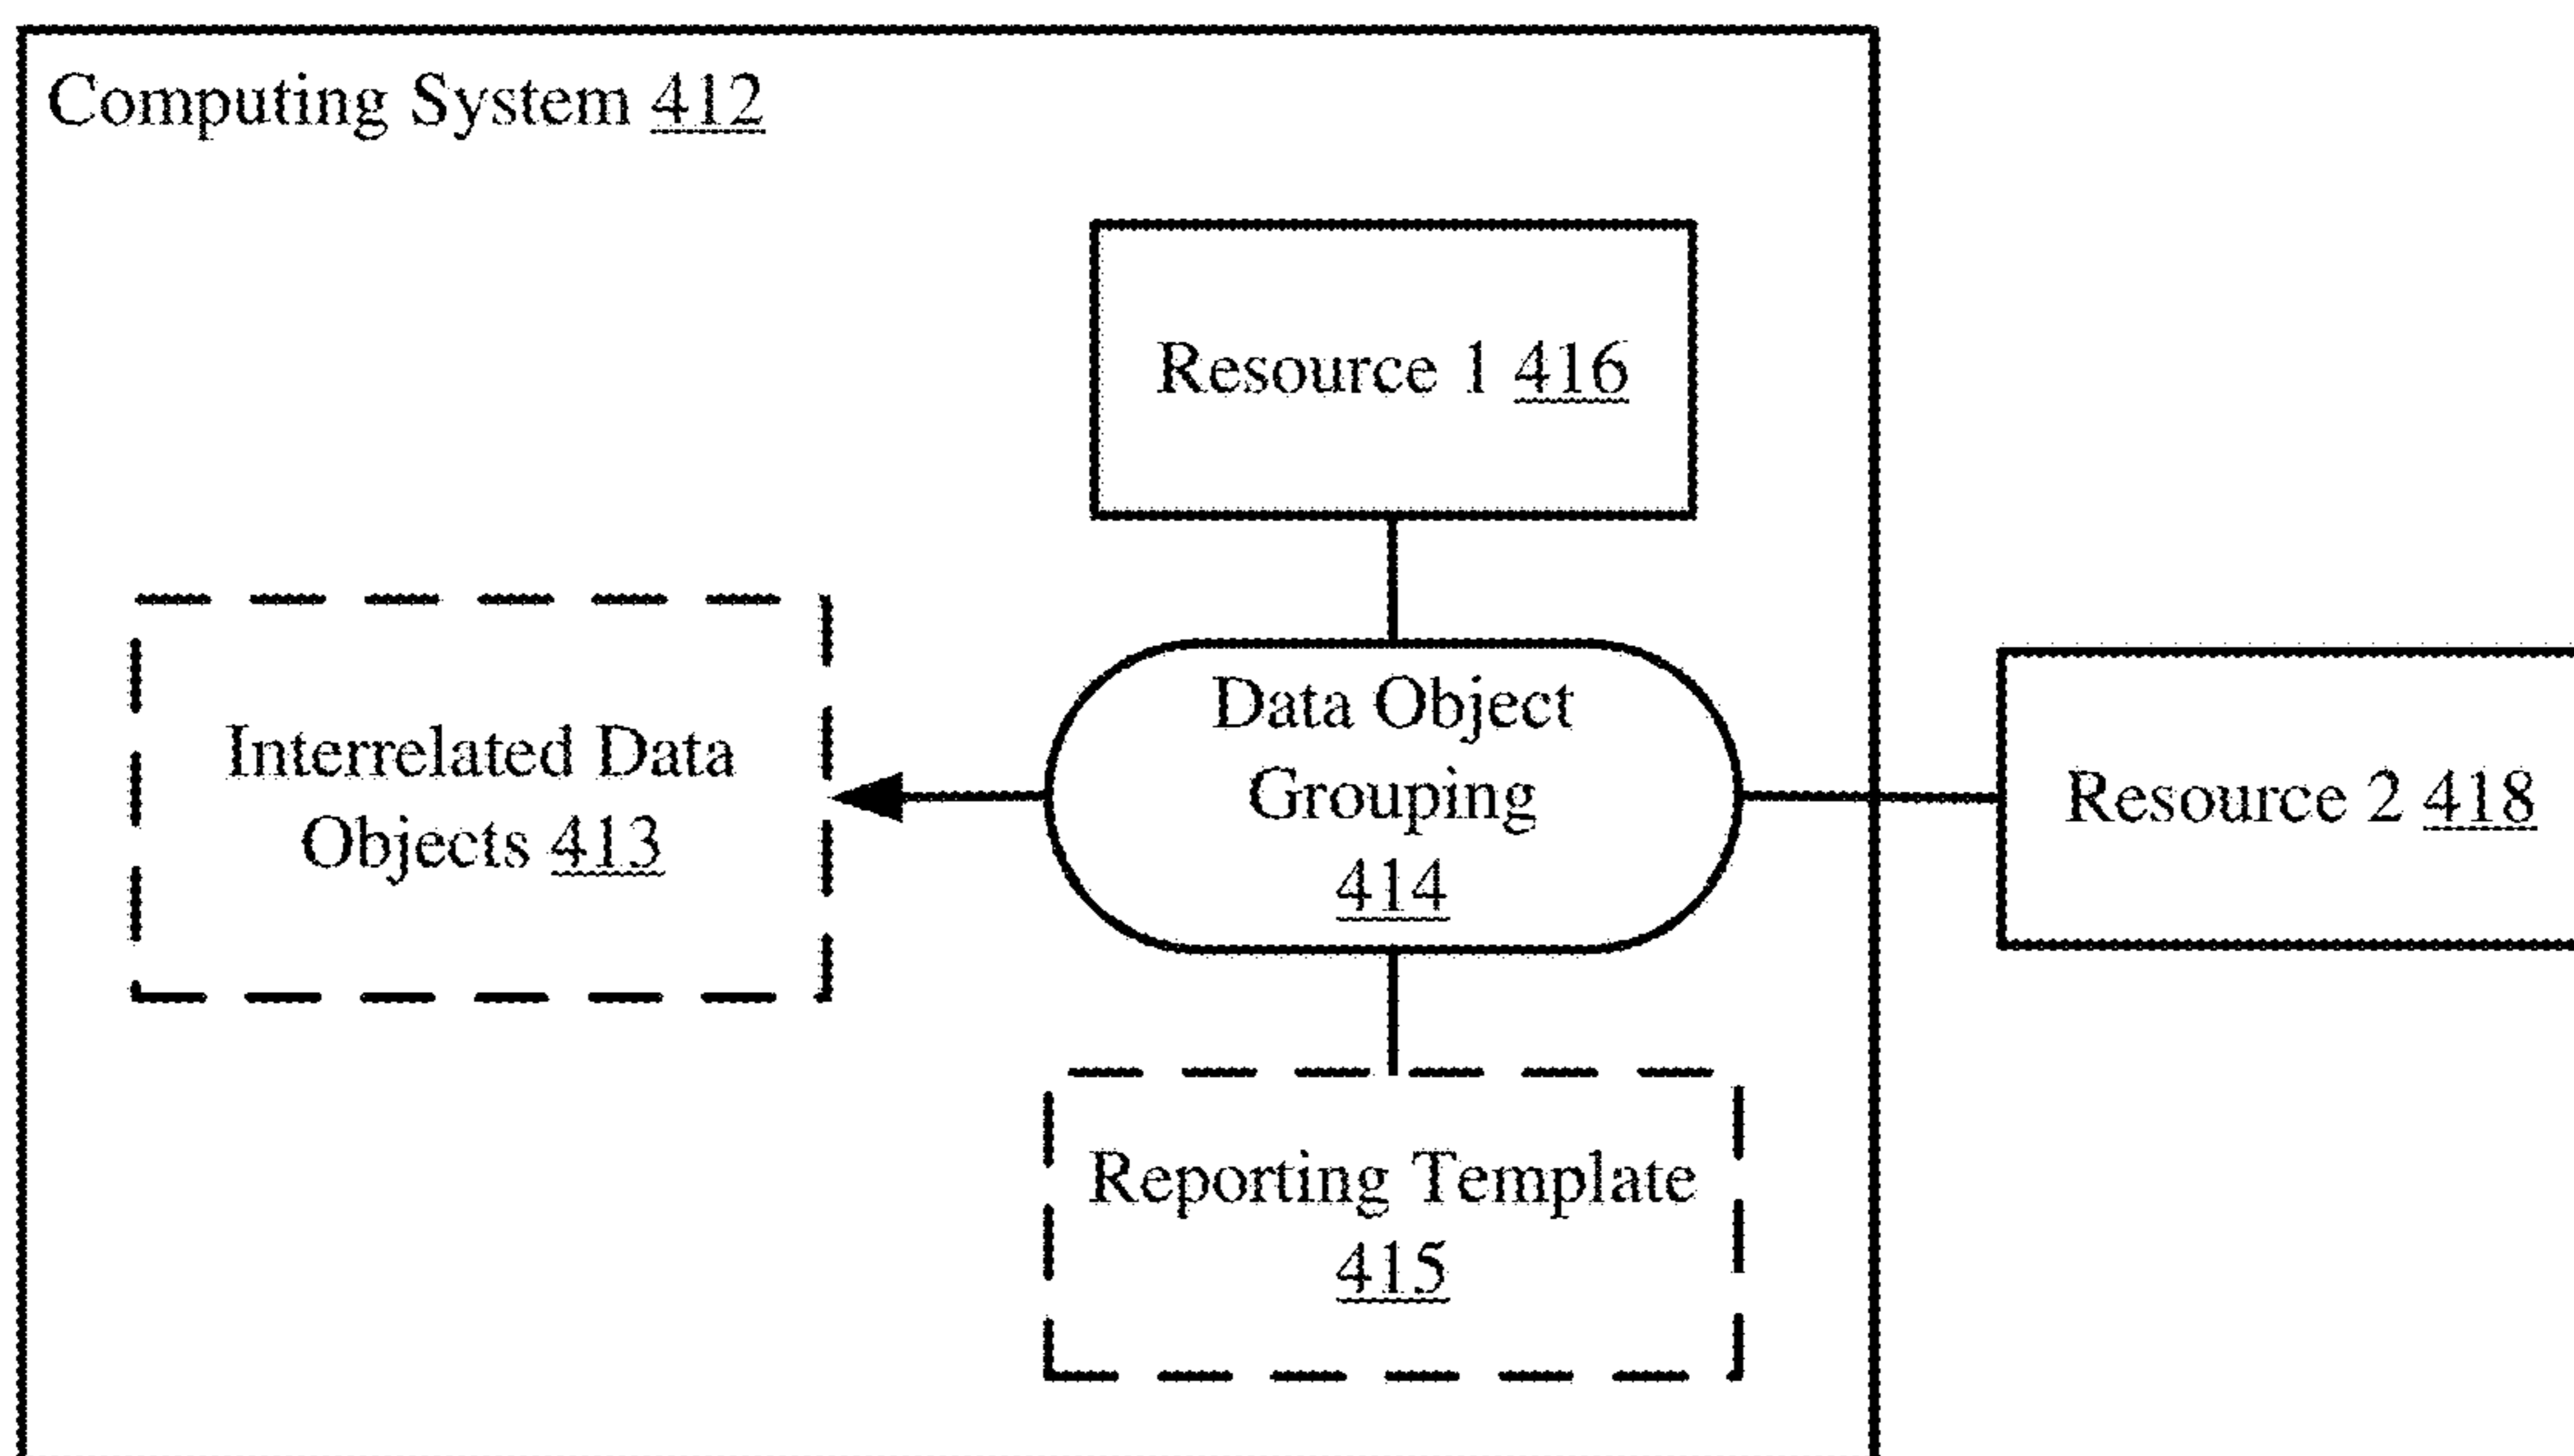 Computing System 412
Resource 1 416
Interrelated Data
Objects 413
Data Object
Grouping
414
Resource 2 418
Reporting Template
415